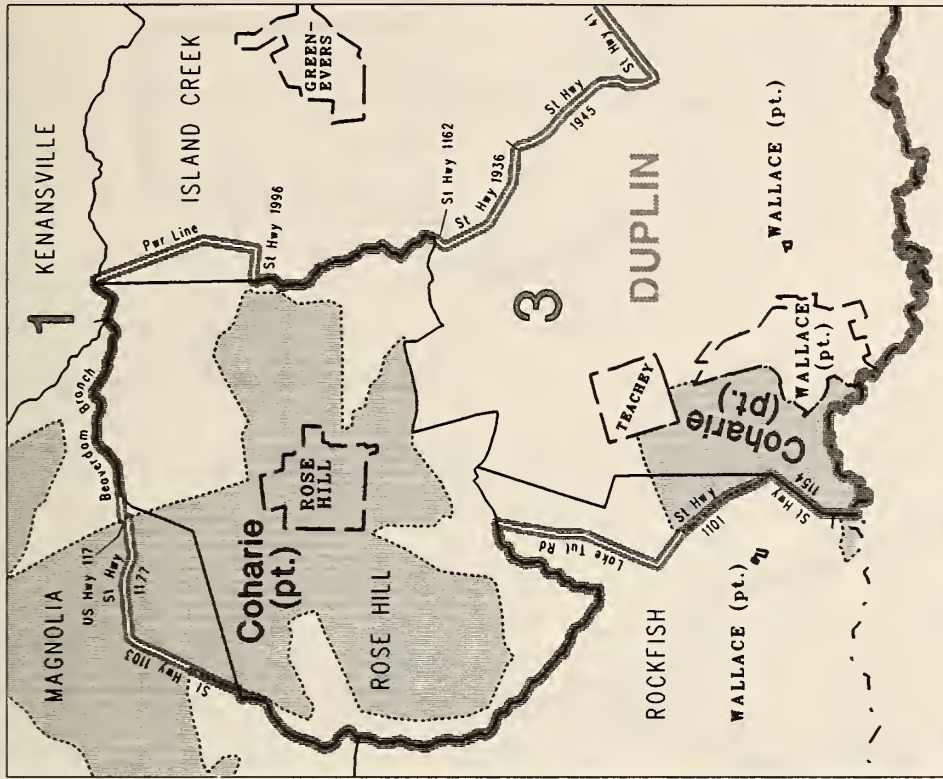 1
KENANSVILLE
ISLAND CREEK
GREEN-
EVERS
St Hwy 41
St Hwy
1945
St Hwy 1936
St Hwy 1162
Pwr Line
St Hwy 1996
Beaverdam Branch
MAGNOLIA
US Hwy 117
St Hwy
1177
St Hwy 1103
Coharie
(pt.)
ROSE
HILL
ROSE HILL
3
DUPLIN
TEACHEY
WALLACE (pt.)
WALLACE
(pt.)
Coharie
(pt.)
Lake Tut Rd
St Hwy
1101
St Hwy
1154
ROCKFISH
WALLACE (pt.)